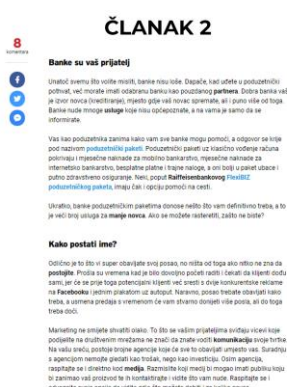 ČLANAK 2
8
komentara
Banke su vaš prijatelj
Unatoč svemu što volite misliti, banke nisu loše. Dapače, kad uđete u poduzetnički
pothvat, već morate imati odabranu banku kao pouzdanog partnera. Dobra banka vaš
je izvor novca (kreditiranje), mjesto gdje vaš novac spremate, ali i puno više od toga.
Banke nude mnoge usluge koje nisu općepoznate, a na vama je samo da se
informirate.
Vas kao poduzetnika zanima kako vam sve banke mogu pomoći, a odgovor se krije
pod nazivom poduzetnički paketi. Poduzetnički paketi uz klasično vođenje računa
pokrivaju i mjesečne naknade za mobilno bankarstvo, mjesečne naknade za
internetsko bankarstvo, besplatne platne i trajne naloge, a oni bolji u paket ubace i
putno zdravstveno osiguranje. Neki, poput Raiffeisenbankovog FlexiBIZ
poduzetničkog paketa, imaju čak i opciju pomoći na cesti.
Ukratko, banke poduzetničkim paketima donose nešto što vam definitivno treba, a to
je veći broj usluga za manje novca. Ako se možete rasteretiti, zašto ne biste?
Kako postati ime?
Odlično je to što vi super obavljate svoj posao, no ništa od toga ako nitko ne zna da
postojite. Prošla su vremena kad je bilo dovoljno početi raditi i čekati da klijenti dođu
sami, jer će se prije toga potencijalni klijenti već sresti s dvije konkurentske reklame
na Facebooku i jednim plakatom uz autoput. Naravno, posao trebate obavljati kako
treba, a usmena predaja s vremenom će vam stvarno donijeti više posla, ali do toga
treba doći.
Marketing ne smijete shvatiti olako. To što se vašim prijateljima sviđaju vicevi koje
podijelite na društvenim mrežama ne znači da znate voditi komunikaciju svoje tvrtke.
Na vašu sreću, postoje brojne agencije koje će sve to obavljati umjesto vas. Suradnju
s agencijom nemojte gledati kao trošak, nego kao investiciju. Osim agencija,
raspitajte se i direktno kod medija. Razmislite koji medij bi mogao imati publiku koju
bi zanimao vaš proizvod te ih kontaktirajte i vidite što vam nude. Raspitajte se i